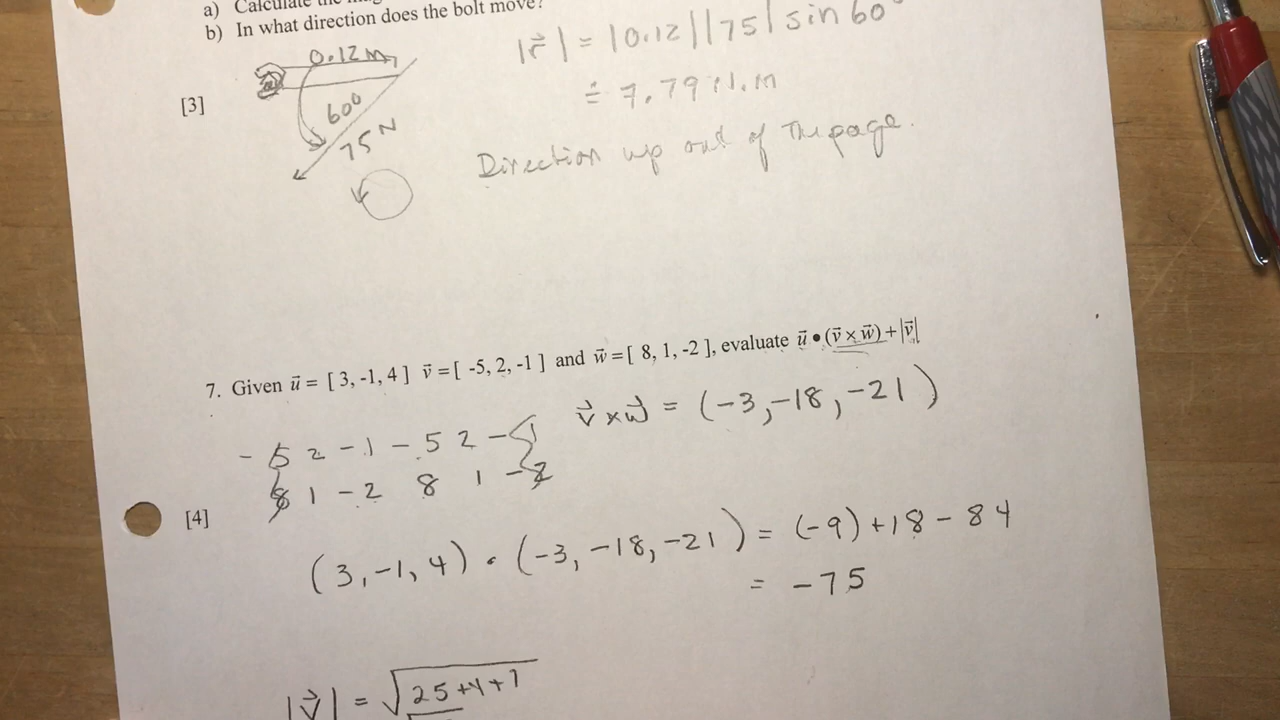 a) Calculate the
b) In what direction does the bolt move?
0.12m
[3]
60°
75 N
|r⃗| = |0.12||75| sin 60°
≐ 7.79 N.m
Direction up out of the page.
7. Given u⃗ = [ 3, -1, 4 ] v⃗ = [ -5, 2, -1 ] and w⃗ = [ 8, 1, -2 ], evaluate u⃗ • (v⃗ × w⃗) + |v⃗|
v⃗ × w⃗ = (-3, -18, -21)
-5 2 -1 -5 2 -1
8 1 -2 8 1 -2
[4]
(3, -1, 4) • (-3, -18, -21) = (-9) + 18 - 84
= -75
|v⃗| = √25+4+1